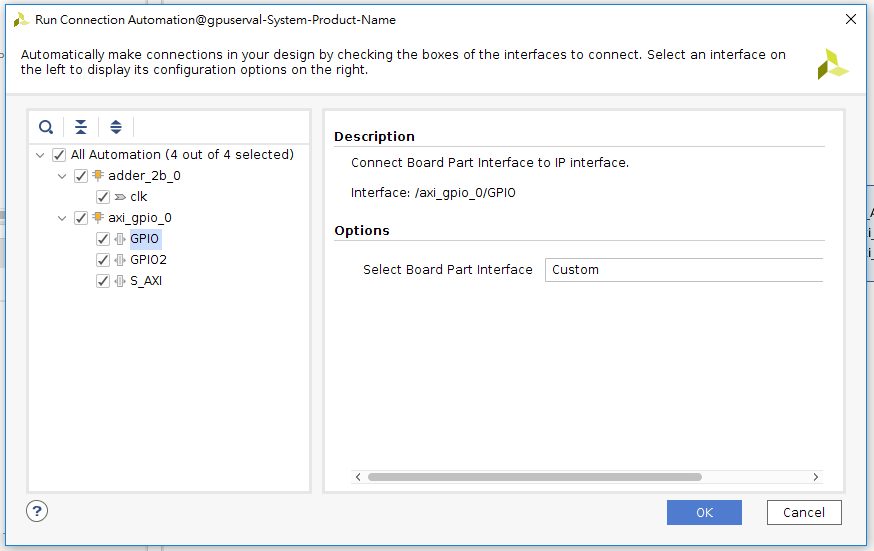 Run Connection Automation@gpuserval-System-Product-Name
Automatically make connections in your design by checking the boxes of the interfaces to connect. Select an interface on
the left to display its configuration options on the right.
All Automation (4 out of 4 selected)
adder_2b_0
clk
axi_gpio_0
GPIO
GPIO2
S_AXI
Description
Connect Board Part Interface to IP interface.
Interface: /axi_gpio_0/GPIO
Options
Select Board Part Interface
Custom
?
OK
Cancel